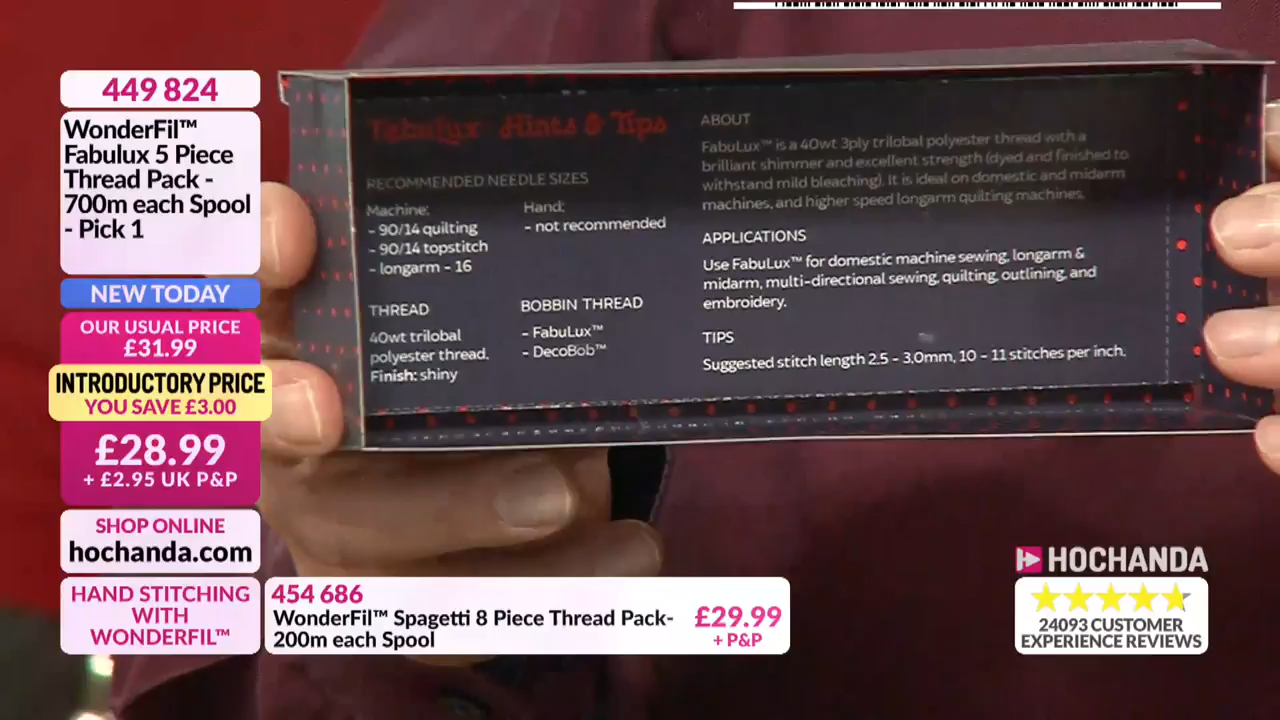 449 824
WonderFil™
Fabulux 5 Piece
Thread Pack -
700m each Spool
- Pick 1
NEW TODAY
OUR USUAL PRICE
£31.99
INTRODUCTORY PRICE
YOU SAVE £3.00
£28.99
+ £2.95 UK P&P
SHOP ONLINE
hochanda.com
HAND STITCHING
WITH
WONDERFIL™
454 686
WonderFil™ Spagetti 8 Piece Thread Pack-
200m each Spool
£29.99
+ P&P
HOCHANDA
24093 CUSTOMER
EXPERIENCE REVIEWS
Fabulux Hints & Tips
RECOMMENDED NEEDLE SIZES
Machine:
- 90/14 quilting
- 90/14 topstitch
- longarm - 16
Hand:
- not recommended
THREAD
40wt trilobal
polyester thread.
Finish: shiny
BOBBIN THREAD
- FabuLux™
- DecoBob™
ABOUT
FabuLux™ is a 40wt 3ply trilobal polyester thread with a
brilliant shimmer and excellent strength (dyed and finished to
withstand mild bleaching). It is ideal on domestic and midarm
machines, and higher speed longarm quilting machines.
APPLICATIONS
Use FabuLux™ for domestic machine sewing, longarm &
midarm, multi-directional sewing, quilting, outlining, and
embroidery.
TIPS
Suggested stitch length 2.5 - 3.0mm, 10 - 11 stitches per inch.